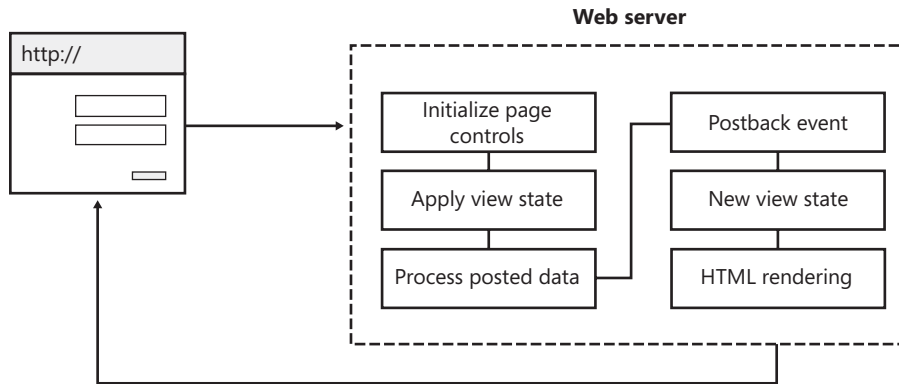 Web server
http://
Initialize page
controls
Apply view state
Process posted data
Postback event
New view state
HTML rendering